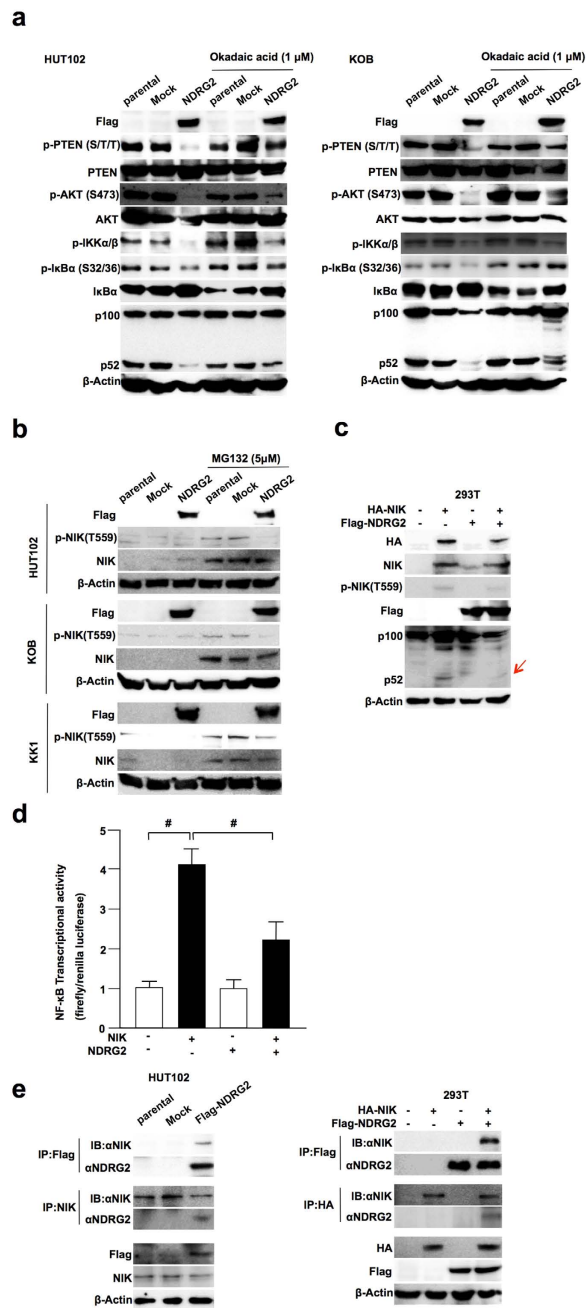 a
HUT102
Okadaic acid (1 μM)
parental
Mock
NDRG2
parental
Mock
NDRG2
Flag
p-PTEN (S/T/T)
PTEN
p-AKT (S473)
AKT
p-IKKα/β
p-IκBα (S32/36)
IκBα
p100
p52
β-Actin
KOB
Okadaic acid (1 μM)
parental
Mock
NDRG2
parental
Mock
NDRG2
Flag
p-PTEN (S/T/T)
PTEN
p-AKT (S473)
AKT
p-IKKα/β
p-IκBα (S32/36)
IκBα
p100
p52
β-Actin
b
MG132 (5μM)
parental
Mock
NDRG2
parental
Mock
NDRG2
HUT102
Flag
p-NIK(T559)
NIK
β-Actin
KOB
Flag
p-NIK(T559)
NIK
β-Actin
KK1
Flag
p-NIK(T559)
NIK
β-Actin
c
293T
HA-NIK - + - +
Flag-NDRG2 - - + +
HA
NIK
p-NIK(T559)
Flag
p100
p52
β-Actin
d
NF-κB Transcriptional activity
(firefly/renilla luciferase)
5
4
3
2
1
0
# #
NIK - + - +
NDRG2 - - + +
e
HUT102
parental
Mock
Flag-NDRG2
IP:Flag
IB:αNIK
αNDRG2
IP:NIK
IB:αNIK
αNDRG2
Flag
NIK
β-Actin
293T
HA-NIK - + - +
Flag-NDRG2 - - + +
IP:Flag
IB:αNIK
αNDRG2
IP:HA
IB:αNIK
αNDRG2
HA
Flag
β-Actin